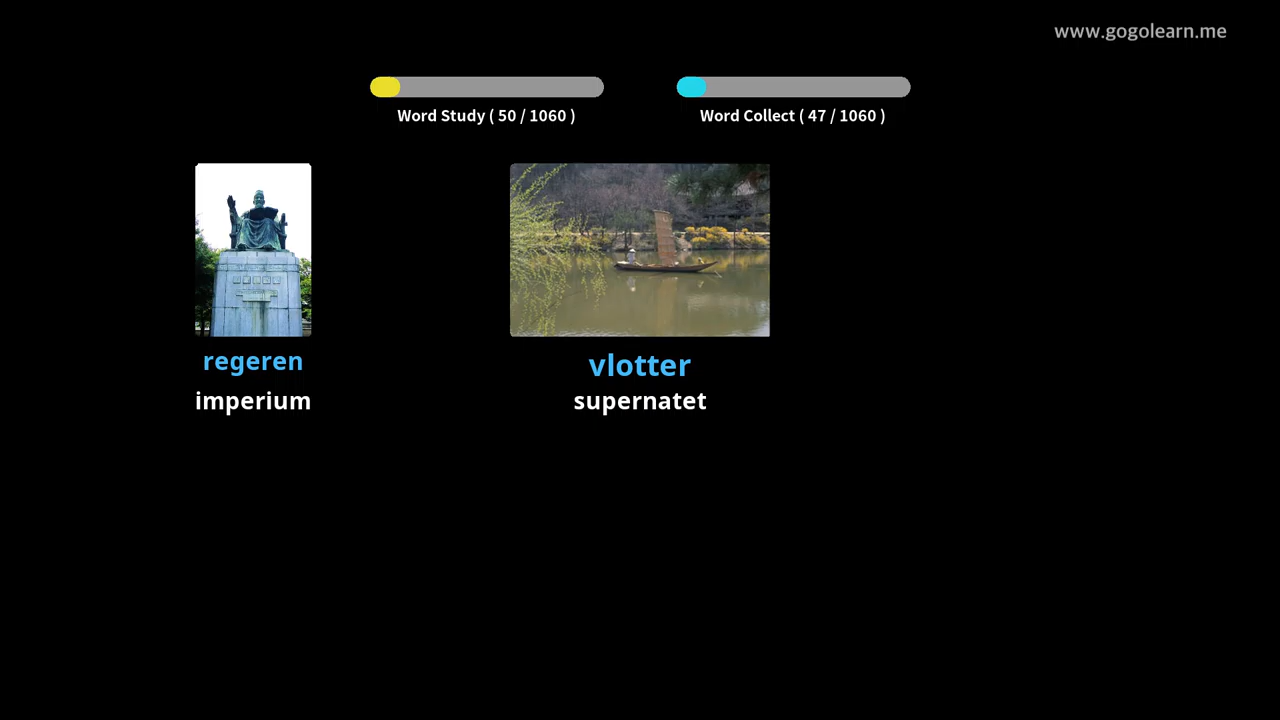 www.gogolearn.me
Word Study ( 50 / 1060 )
Word Collect ( 47 / 1060 )
regeren
imperium
vlotter
supernatet